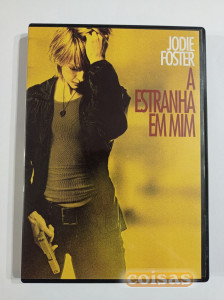 JODIE
FOSTER
A
ESTRANHA
EM MIM
coisas